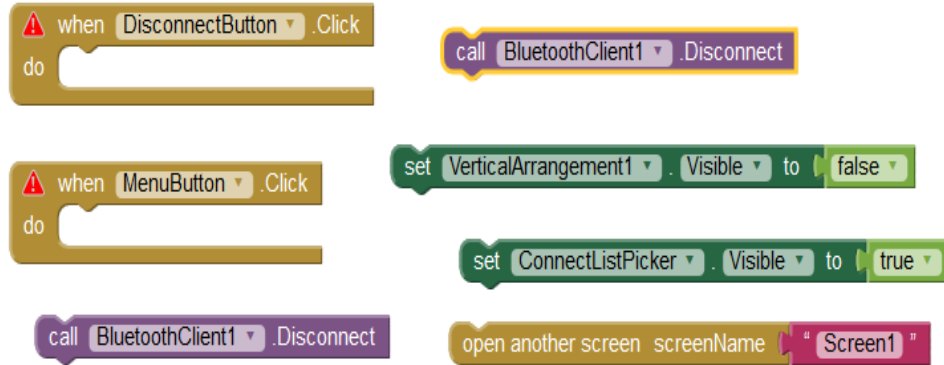 when DisconnectButton .Click
do
call BluetoothClient1 .Disconnect
set VerticalArrangement1 . Visible to false
when MenuButton .Click
do
set ConnectListPicker . Visible to true
call BluetoothClient1 .Disconnect
open another screen screenName " Screen1 "